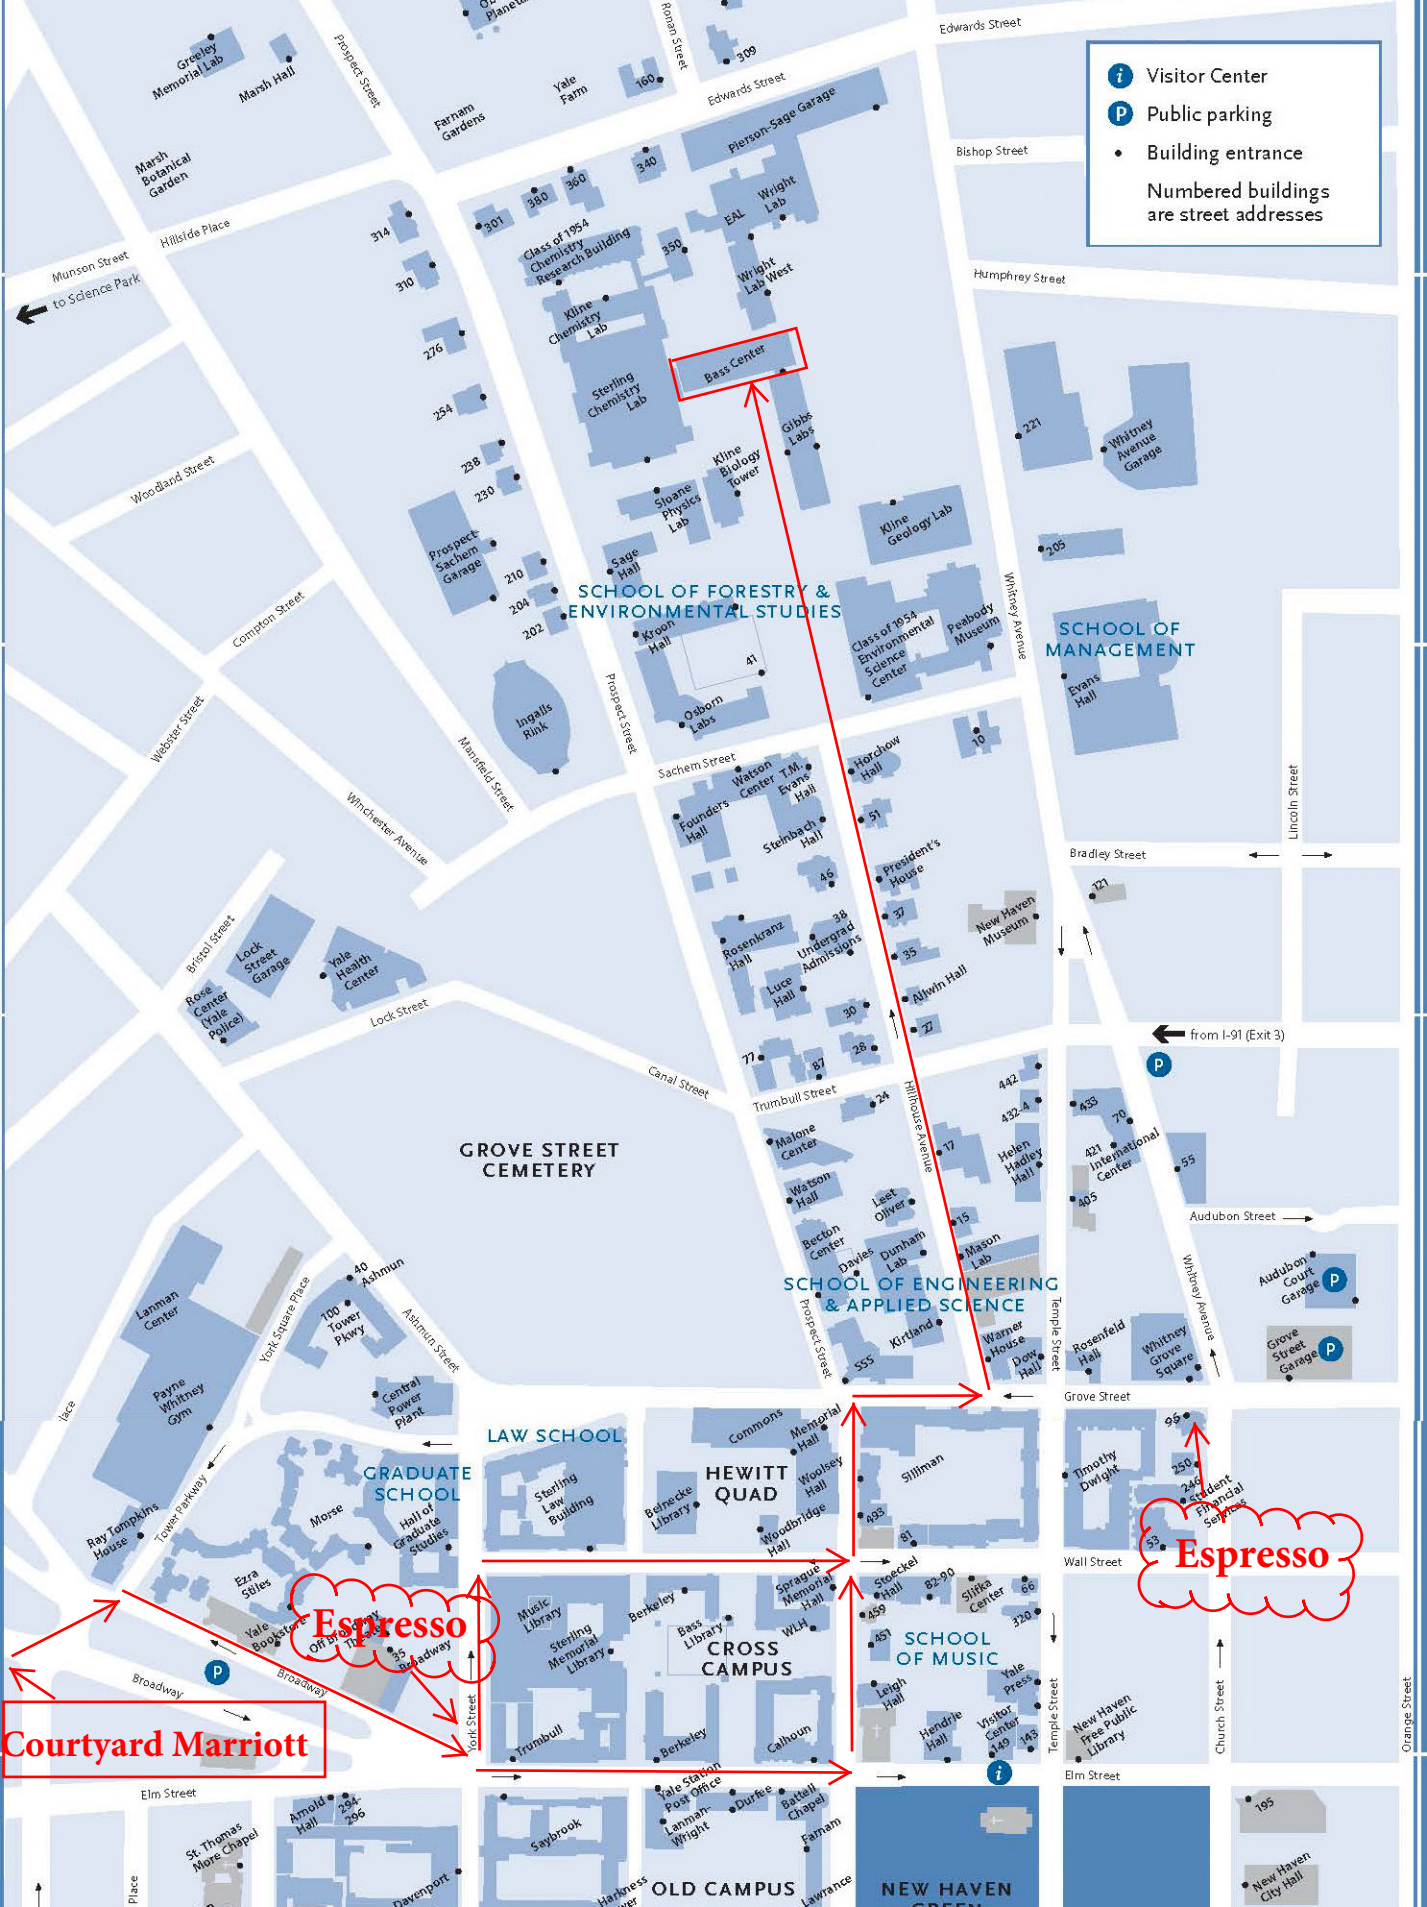 Edwards Street
Ronan Street
Planet
309
Greeley
Memorial Lab
Marsh Hall
Prospect Street
Yale
Farm
160
Edwards Street
Farnam
Gardens
Pierson-Sage Garage
Visitor Center
Public parking
Building entrance
Numbered buildings
are street addresses
Bishop Street
Marsh
Botanical
Garden
340
360
380
301
Wright
Lab
EAL
314
Hillside Place
Munson Street
to Science Park
310
Class of 1954
Chemistry
Research Building
350
Wright
Lab West
Humphrey Street
Kline
Chemistry
Lab
276
Bass Center
Sterling
Chemistry
Lab
254
Gibbs
Labs
221
Whitney
Avenue
Garage
238
230
Kline
Biology
Tower
Woodland Street
Sloane
Physics
Lab
Kline
Geology Lab
Prospect-
Sachem
Garage
205
Sage
Hall
210
204
202
SCHOOL OF FORESTRY &
ENVIRONMENTAL STUDIES
Whitney Avenue
Compton Street
Kroon
Hall
41
Class of 1954
Environmental
Science
Center
Peabody
Museum
SCHOOL OF
MANAGEMENT
Evans
Hall
Ingalls
Rink
Prospect Street
Osborn
Labs
Webster Street
Mansfield Street
Sachem Street
10
Horchow
Hall
Watson
Center
T.M.
Evans
Hall
Founders
Hall
Steinbach
Hall
51
Lincoln Street
Winchester Avenue
Bradley Street
46
President's
House
121
37
New Haven
Museum
Bristol Street
Lock
Street
Garage
Yale
Health
Center
Rosenkranz
Hall
38
Undergrad
Admissions
35
Luce
Hall
Allwin Hall
Rose
Center
(Yale
Police)
Lock Street
30
27
from I-91 (Exit 3)
P
77
87
28
Canal Street
Trumbull Street
24
442
432-4
433
70
Hillhouse Avenue
GROVE STREET
CEMETERY
Malone
Center
17
Helen
Hadley
Hall
421
International
Center
55
Watson
Hall
Leet
Oliver
405
15
Audubon Street
Becton
Center
Davies
Dunham
Lab
Mason
Lab
40
Ashmun
Whitney Avenue
Audubon
Court
Garage
P
Lanman
Center
York Square Place
100
Tower
Pkwy
SCHOOL OF ENGINEERING
& APPLIED SCIENCE
Prospect Street
Temple Street
Ashmun Street
Kirtland
SSS
Warner
House
Dow
Hall
Rosenfeld
Hall
Whitney
Grove
Square
Grove
Street
Garage
P
Payne
Whitney
Gym
Central
Power
Plant
Grove Street
lace
LAW SCHOOL
Commons
Memorial
Hall
96
GRADUATE
SCHOOL
Sterling
Law
Building
HEWITT
QUAD
Woolsey
Hall
Silliman
Timothy
Dwight
250
246
Student
Financial
Services
Beinecke
Library
Tower Parkway
Morse
Hall of
Graduate
Studies
Woodbridge
Hall
493
81
53
Ray Tompkins
House
Espresso
Wall Street
Ezra
Stiles
Sprague
Memorial
Hall
Stoeckel
Hall
82-90
Slifka
Center
66
Espresso
Yale
Bookstore
Off Broadway
Theater
35
Broadway
Music
Library
Berkeley
Bass
Library
WLH
459
451
320
Sterling
Memorial
Library
CROSS
CAMPUS
SCHOOL
OF MUSIC
P
Broadway
Broadway
York Street
Leigh
Hall
Yale
Press
Temple Street
Church Street
Orange Street
Courtyard Marriott
Trumbull
Berkeley
Calhoun
Hendrie
Hall
Visitor
Center
149
143
New Haven
Free Public
Library
Elm Street
Elm Street
Yale Station
Post Office
Durfee
Battell
Chapel
Arnold
Hall
294-
296
Lanman-
Wright
Farnam
195
St. Thomas
More Chapel
Saybrook
Place
Davenport
Harkness
wer
OLD CAMPUS
Lawrance
NEW HAVEN
GREEN
New Haven
City Hall